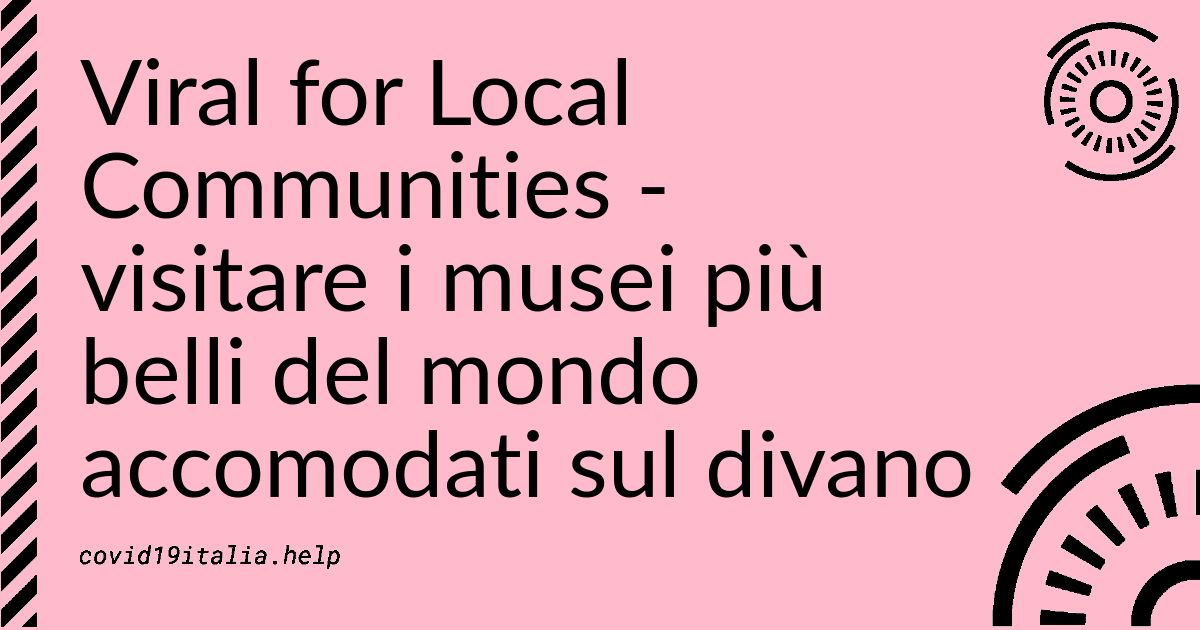 Viral for Local
Communities -
visitare i musei più
belli del mondo
accomodati sul divano
covid19italia.help